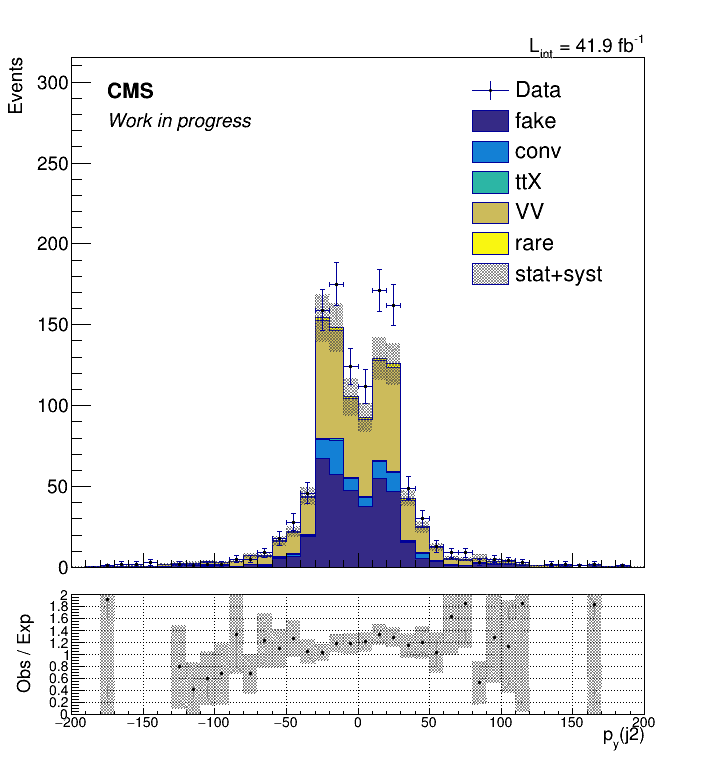 L_int = 41.9 fb^-1
Events
CMS
Work in progress
Data
fake
conv
ttX
VV
rare
stat+syst
300
250
200
150
100
50
0
Obs / Exp
2
1.8
1.6
1.4
1.2
1
0.8
0.6
0.4
0.2
0
−200 −150 −100 −50 0 50 100 150 200
p_y(j2)